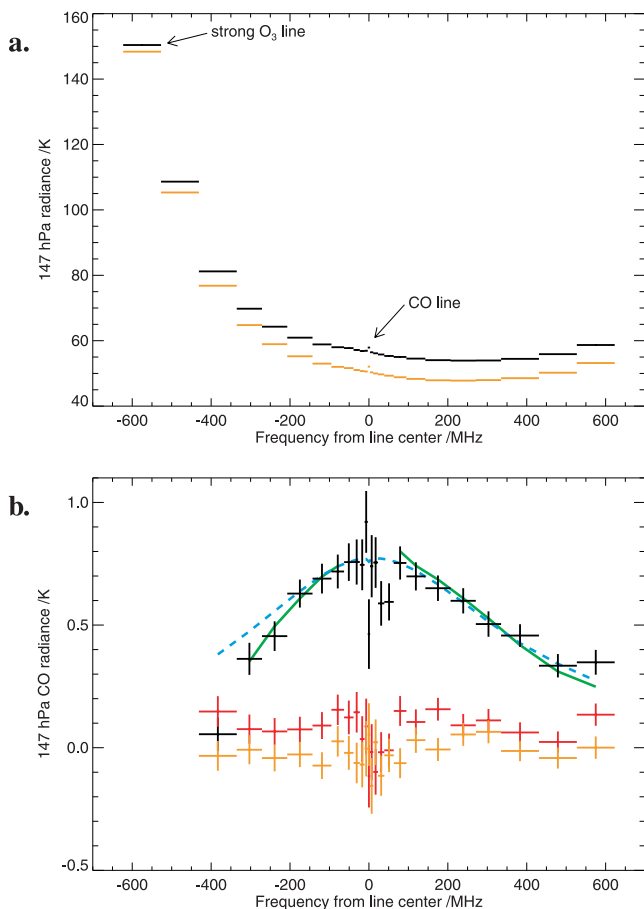 a.
160
140
120
100
80
60
40
147 hPa radiance /K
strong O₃ line
CO line
-600 -400 -200 0 200 400 600
Frequency from line center /MHz
b.
1.0
0.5
0.0
-0.5
147 hPa CO radiance /K
-600 -400 -200 0 200 400 600
Frequency from line center /MHz